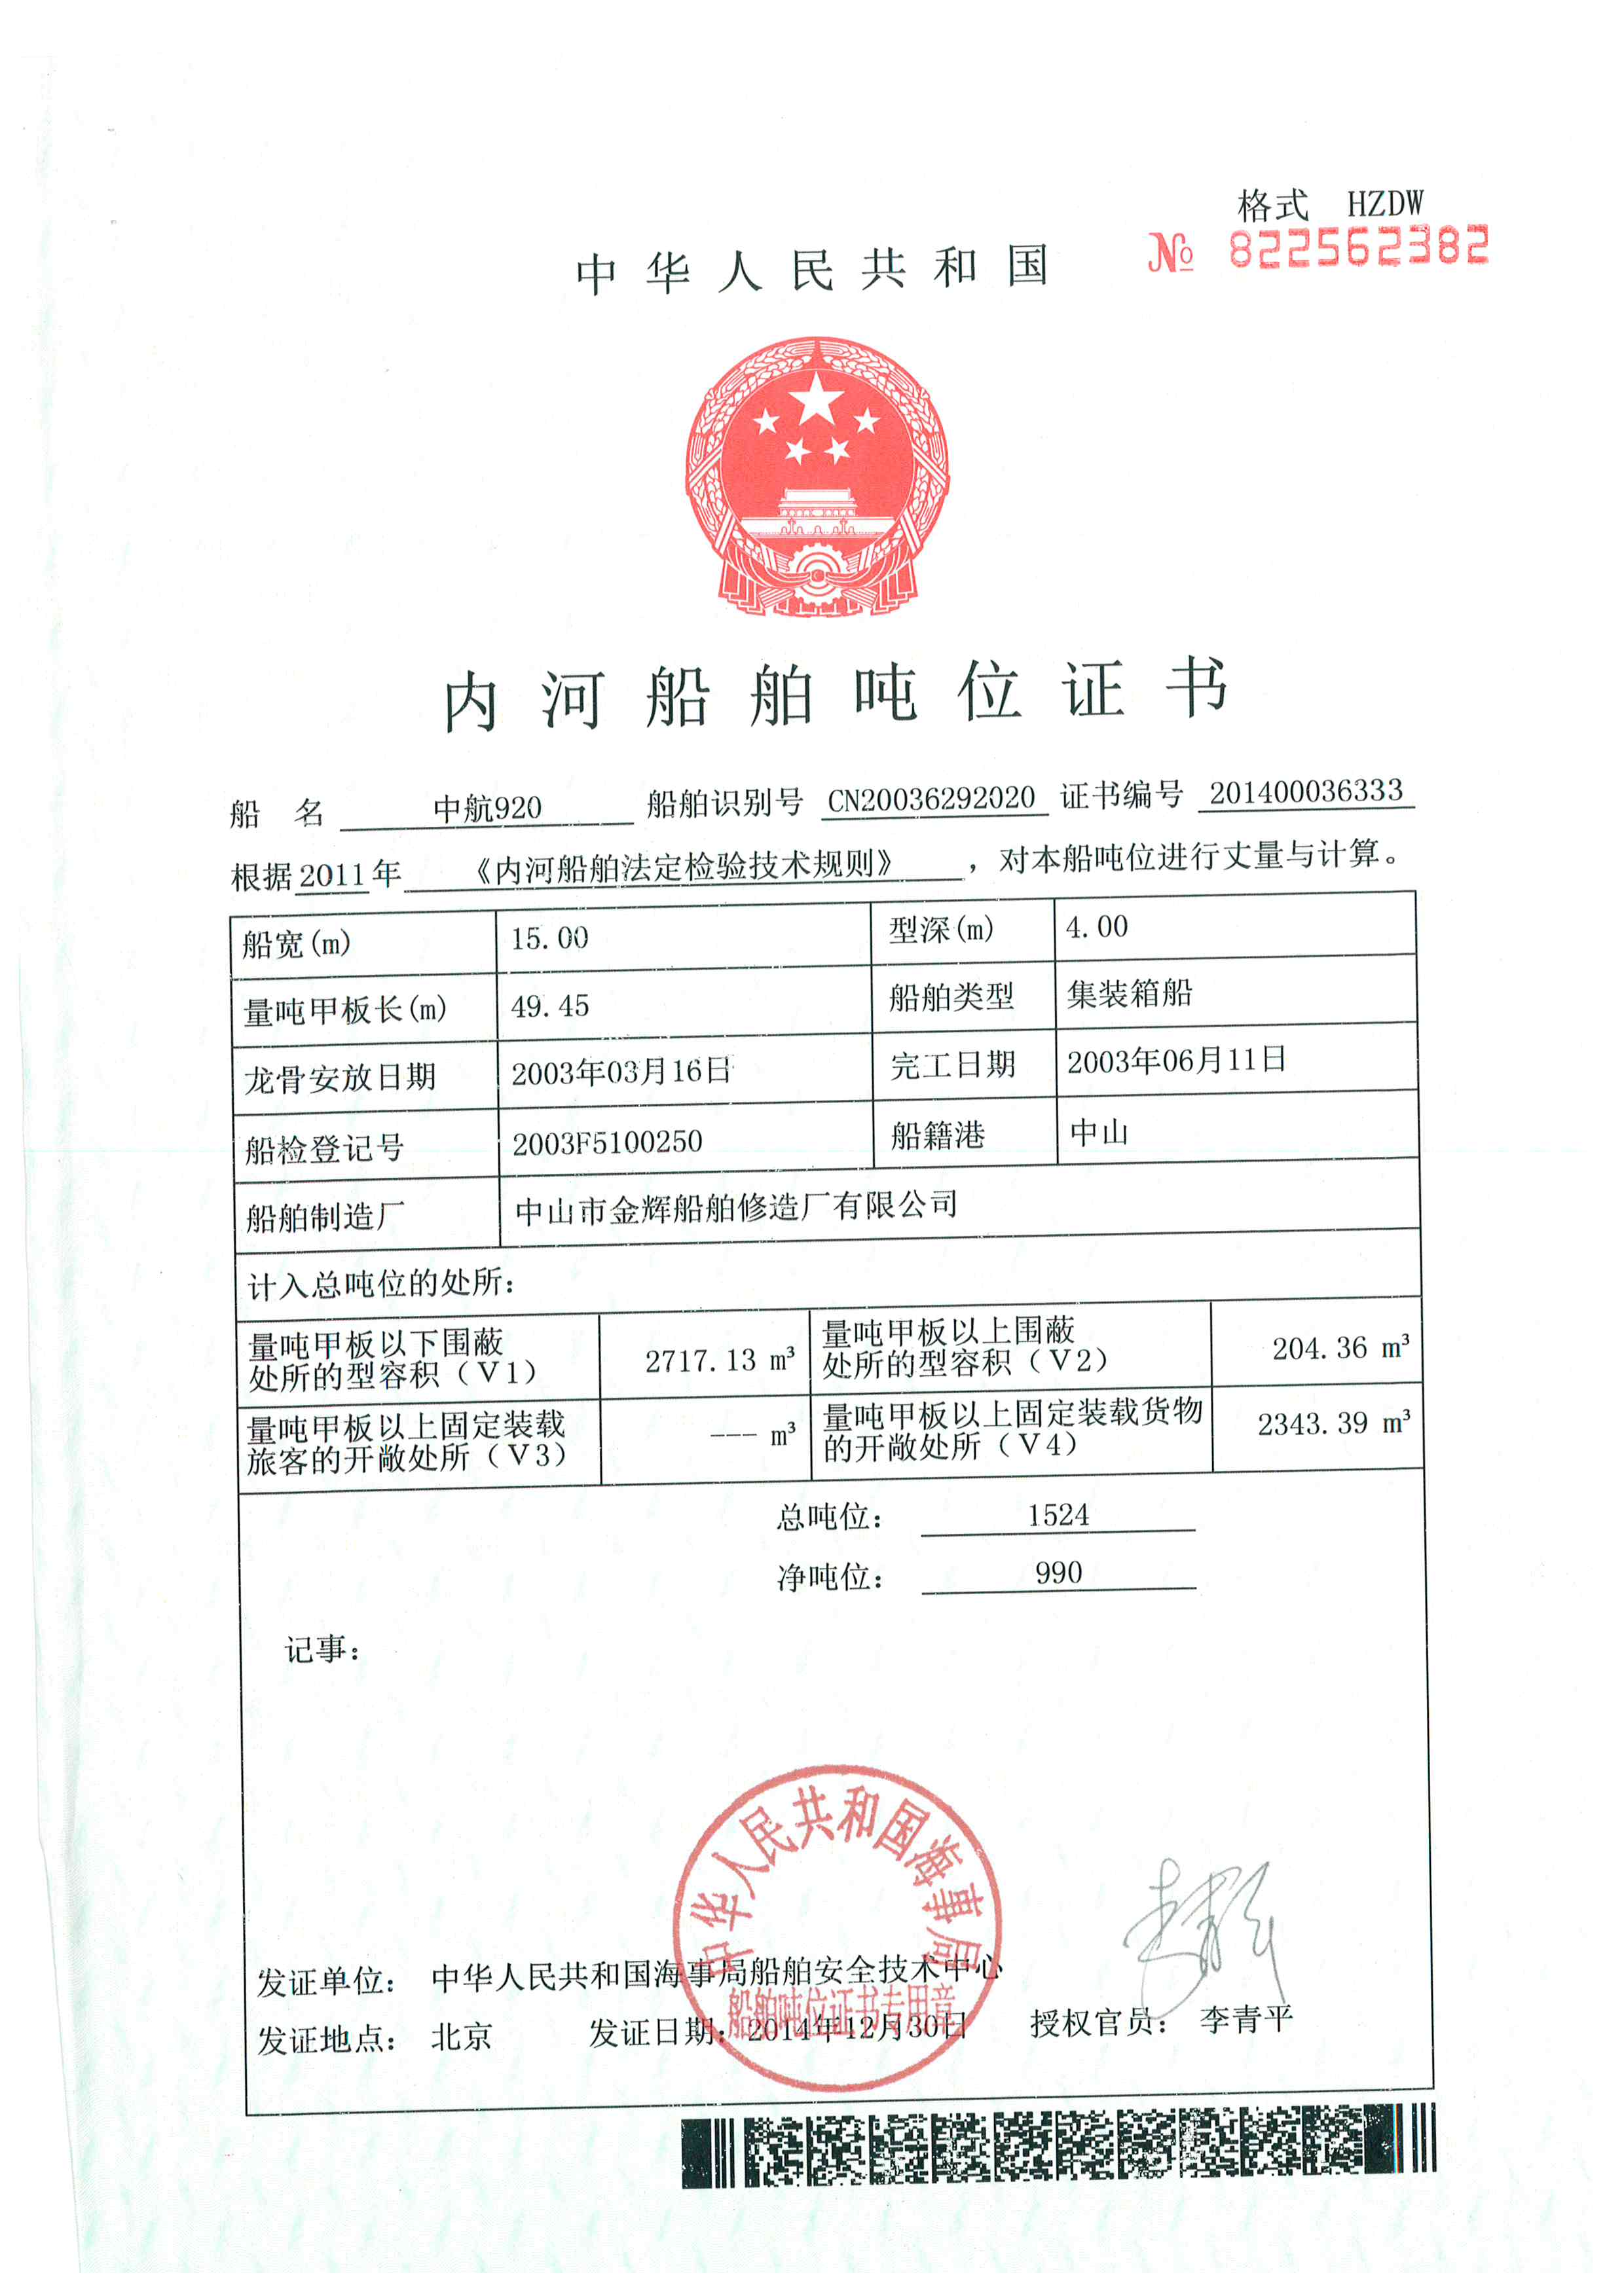 格式 HZDW
№ 822562382
中华人民共和国
内河船舶吨位证书
船 名 中航920 船舶识别号 CN20036292020 证书编号 201400036333
根据2011年 《内河船舶法定检验技术规则》 ，对本船吨位进行丈量与计算。
船宽(m) 15.00 型深(m) 4.00
量吨甲板长(m) 49.45 船舶类型 集装箱船
龙骨安放日期 2003年03月16日 完工日期 2003年06月11日
船检登记号 2003F5100250 船籍港 中山
船舶制造厂 中山市金辉船舶修造厂有限公司
计入总吨位的处所：
量吨甲板以下围蔽
处所的型容积（V1） 2717.13 m³
量吨甲板以上围蔽
处所的型容积（V2） 204.36 m³
量吨甲板以上固定装载
旅客的开敞处所（V3） --- m³
量吨甲板以上固定装载货物
的开敞处所（V4） 2343.39 m³
总吨位： 1524
净吨位： 990
记事：
中华人民共和国海事局
船舶吨位证书专用章
发证单位： 中华人民共和国海事局船舶安全技术中心
发证地点： 北京 发证日期：2014年12月30日 授权官员： 李青平